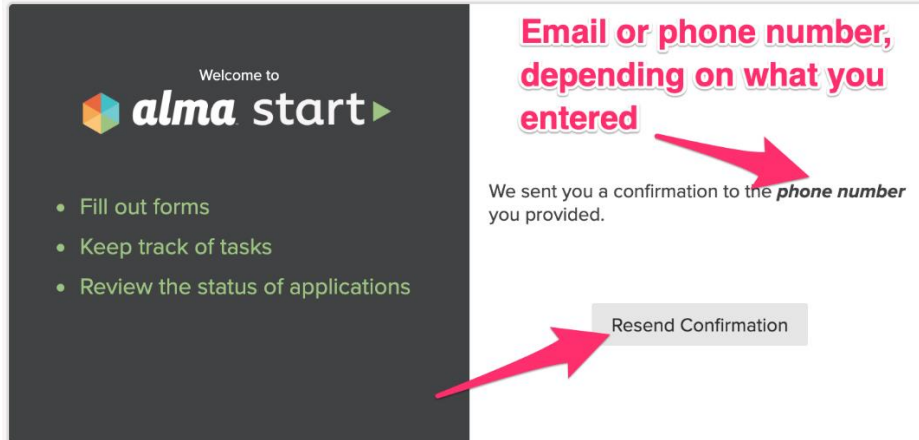 Welcome to
alma start
• Fill out forms
• Keep track of tasks
• Review the status of applications
Email or phone number,
depending on what you
entered
We sent you a confirmation to the phone number
you provided.
Resend Confirmation